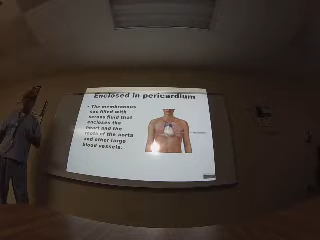 Enclosed in pericardium
• The membranous
sac filled with
serous fluid that
encloses the
heart and the
roots of the aorta
and other large
blood vessels.